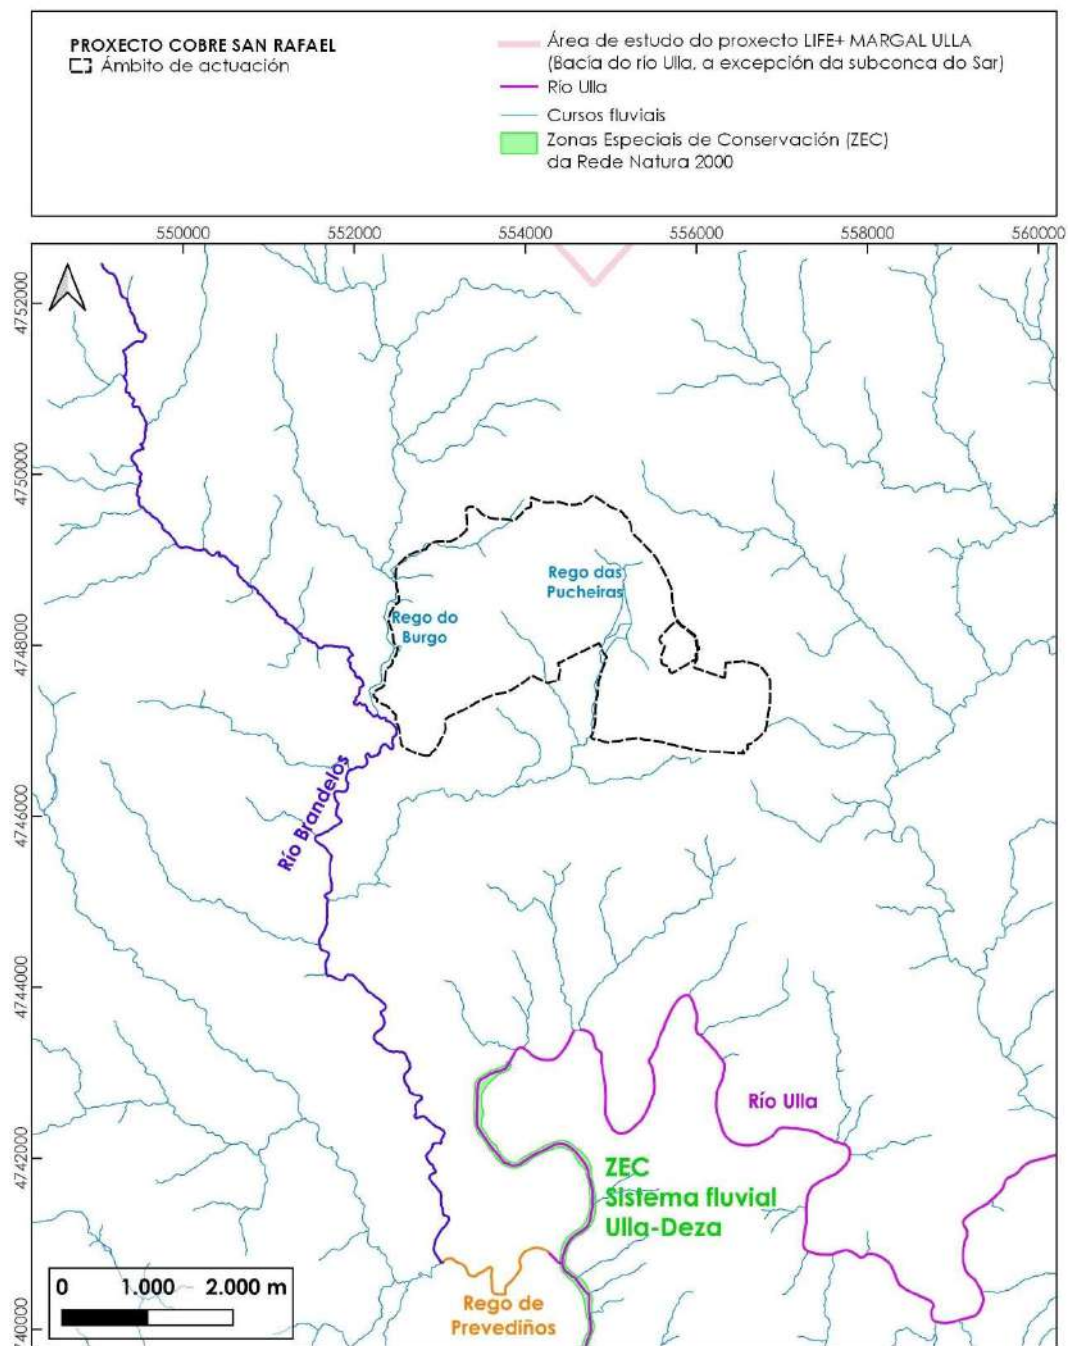 PROXECTO COBRE SAN RAFAEL
Ámbito de actuación
Área de estudo do proxecto LIFE+ MARGAL ULLA
(Bacía do río Ulla, a excepción da subconca do Sar)
Río Ulla
Cursos fluviais
Zonas Especiais de Conservación (ZEC)
da Rede Natura 2000
550000
552000
554000
556000
558000
560000
4752000
4750000
4748000
4746000
4744000
4742000
4740000
Rego das
Pucheiras
Rego do
Burgo
Río Brandelos
Río Ulla
ZEC
Sistema fluvial
Ulla-Deza
Rego de
Prevediños
0 1.000 2.000 m